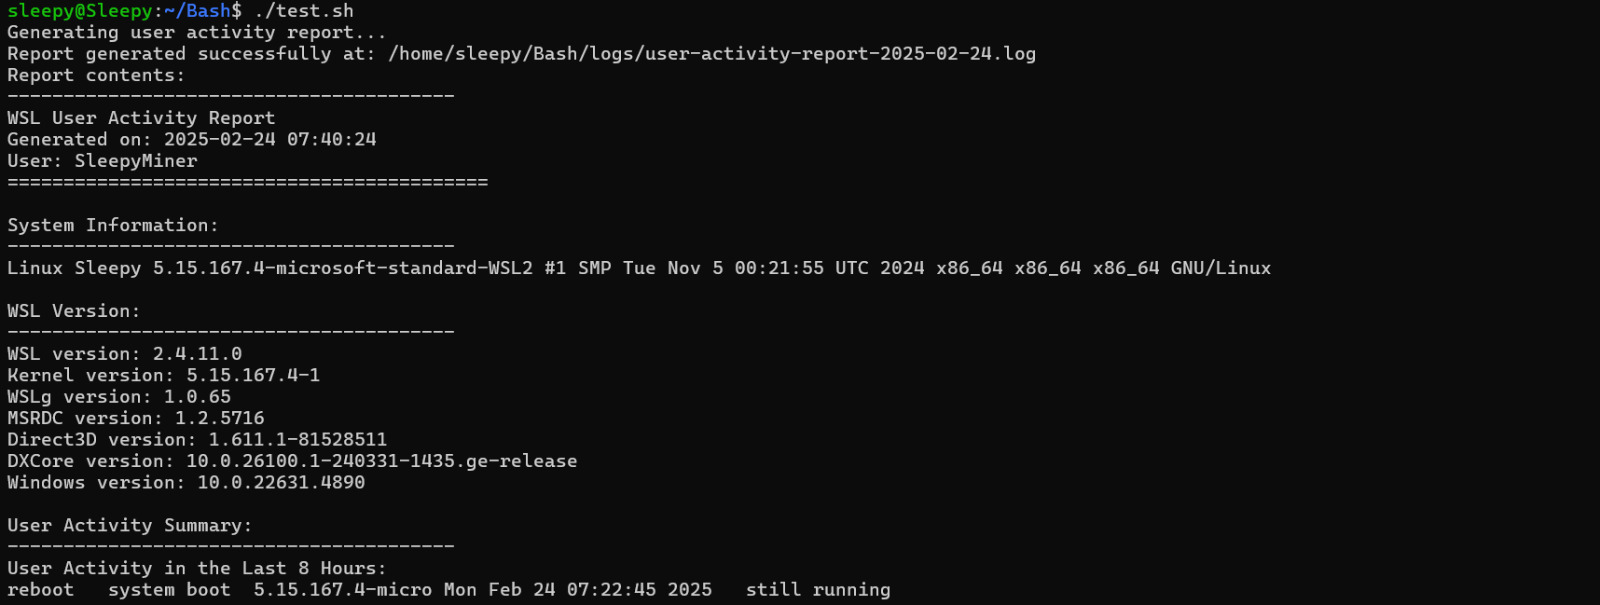 sleepy@Sleepy:~/Bash$ ./test.sh
Generating user activity report...
Report generated successfully at: /home/sleepy/Bash/logs/user-activity-report-2025-02-24.log
Report contents:
----------------------------------------
WSL User Activity Report
Generated on: 2025-02-24 07:40:24
User: SleepyMiner
===========================================

System Information:
----------------------------------------
Linux Sleepy 5.15.167.4-microsoft-standard-WSL2 #1 SMP Tue Nov 5 00:21:55 UTC 2024 x86_64 x86_64 x86_64 GNU/Linux

WSL Version:
----------------------------------------
WSL version: 2.4.11.0
Kernel version: 5.15.167.4-1
WSLg version: 1.0.65
MSRDC version: 1.2.5716
Direct3D version: 1.611.1-81528511
DXCore version: 10.0.26100.1-240331-1435.ge-release
Windows version: 10.0.22631.4890

User Activity Summary:
----------------------------------------
User Activity in the Last 8 Hours:
reboot   system boot  5.15.167.4-micro Mon Feb 24 07:22:45 2025   still running